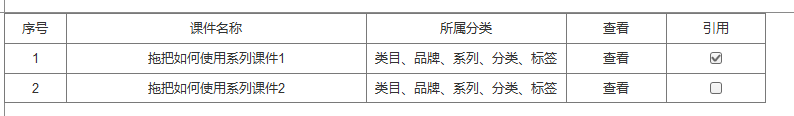 序号 课件名称 所属分类 查看 引用
1 拖把如何使用系列课件1 类目、品牌、系列、分类、标签 查看
2 拖把如何使用系列课件2 类目、品牌、系列、分类、标签 查看